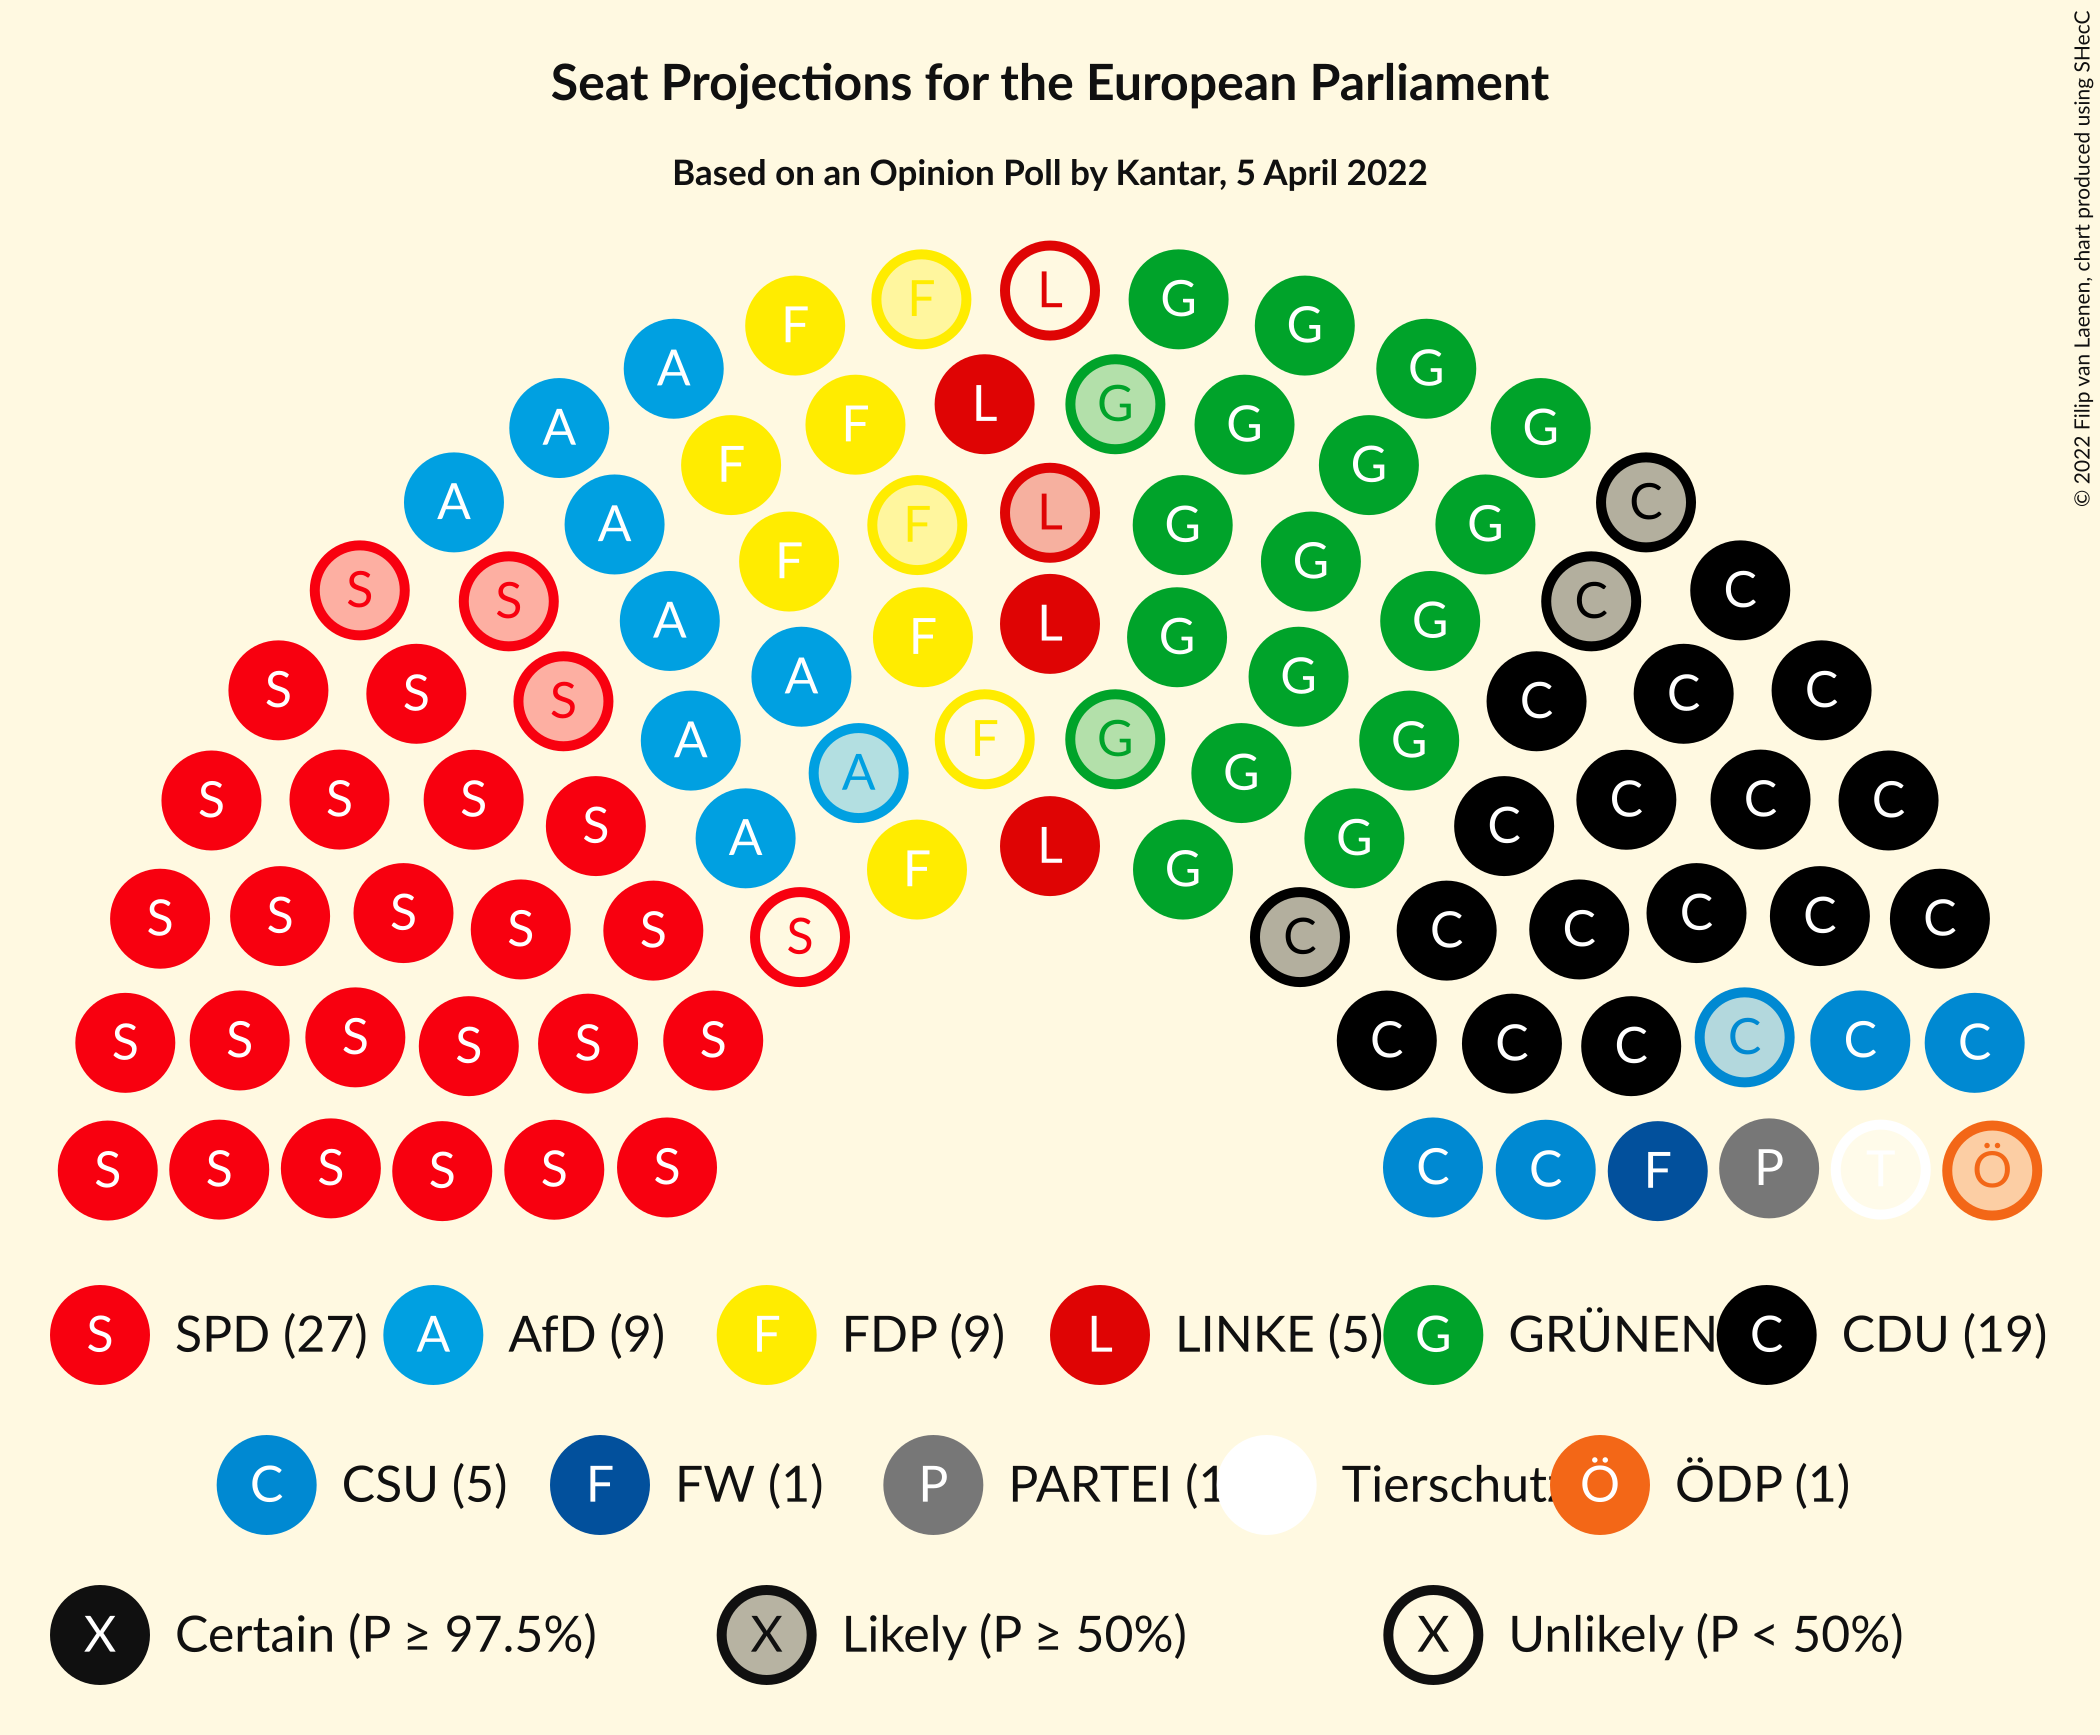 Seat Projections for the European Parliament
Based on an Opinion Poll by Kantar, 5 April 2022
© 2022 Filip van Laenen, chart produced using SHecC
F L G
F G
A F L G G
A F G G
A F L G G C
A F G G
S S A F L G G C C
A G
S S S A A F G G G C C C
A G
S S S S A L G C C C C
F G
S S S S S S C C C C C C
S S S S S S C C C C C C
S S S S S S C C F P T Ö
S SPD (27) A AfD (9) F FDP (9) L LINKE (5) G GRÜNEN C CDU (19)
C CSU (5) F FW (1) P PARTEI (1 Tierschutz Ö ÖDP (1)
X Certain (P ≥ 97.5%) X Likely (P ≥ 50%) X Unlikely (P < 50%)